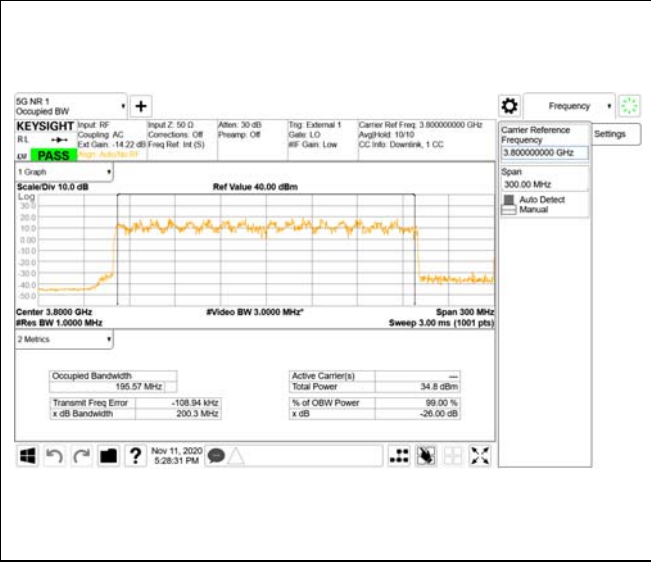 5G NR 1
Occupied BW
Frequency
KEYSIGHT
R L
PASS
Input: RF
Coupling: AC
Ext Gain: -14.22 dB
Align: Auto/No RF
Input Z: 50 Ω
Corrections: Off
Freq Ref: Int (S)
Atten: 30 dB
Preamp: Off
Trig: External 1
Gate: LO
#IF Gain: Low
Carrier Ref Freq: 3.800000000 GHz
Avg|Hold: 10/10
CC Info: Downlink, 1 CC
Carrier Reference
Frequency
3.800000000 GHz
Settings
Span
300.00 MHz
Auto Detect
Manual
1 Graph
Scale/Div 10.0 dB
Ref Value 40.00 dBm
Log
30.0
20.0
10.0
0.00
-10.0
-20.0
-30.0
-40.0
-50.0
Center 3.8000 GHz
#Video BW 3.0000 MHz*
Span 300 MHz
#Res BW 1.0000 MHz
Sweep 3.00 ms (1001 pts)
2 Metrics
Occupied Bandwidth
195.57 MHz
Transmit Freq Error -108.94 kHz
x dB Bandwidth 200.3 MHz
Active Carrier(s) —
Total Power 34.8 dBm
% of OBW Power 99.00 %
x dB -26.00 dB
?
Nov 11, 2020
5:28:31 PM